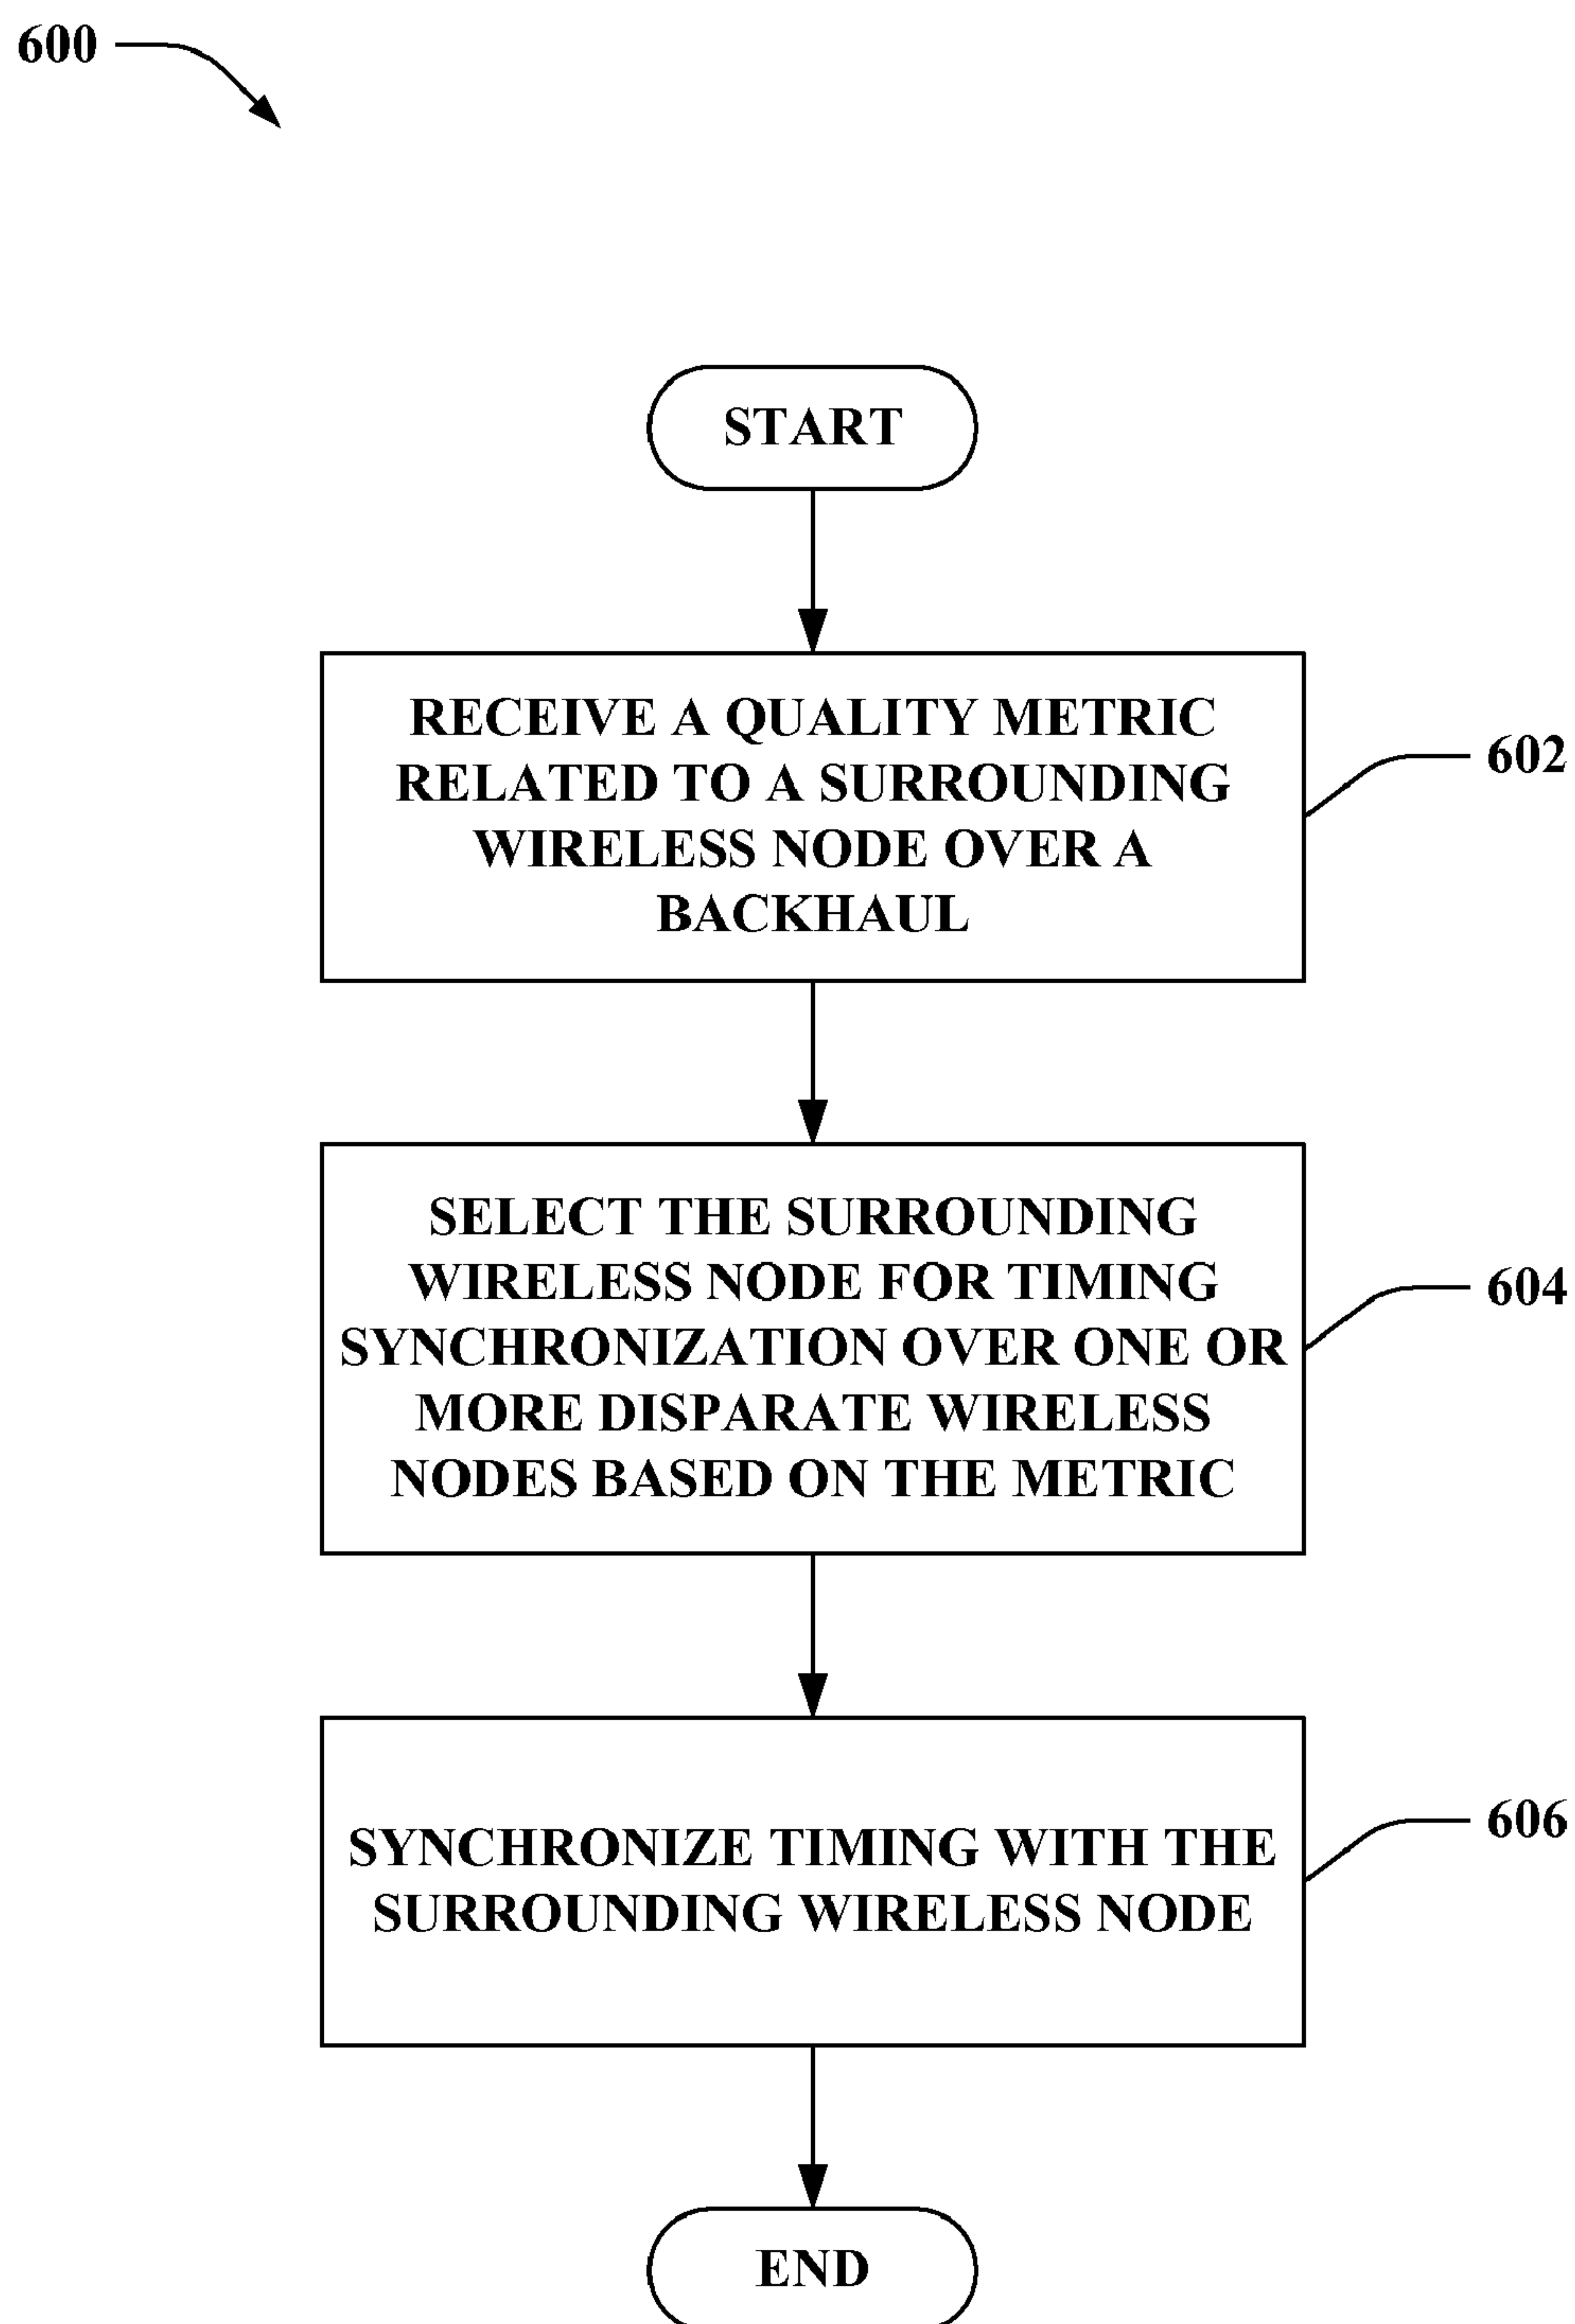 600
START
RECEIVE A QUALITY METRIC
RELATED TO A SURROUNDING
WIRELESS NODE OVER A
BACKHAUL
602
SELECT THE SURROUNDING
WIRELESS NODE FOR TIMING
SYNCHRONIZATION OVER ONE OR
MORE DISPARATE WIRELESS
NODES BASED ON THE METRIC
604
SYNCHRONIZE TIMING WITH THE
SURROUNDING WIRELESS NODE
606
END